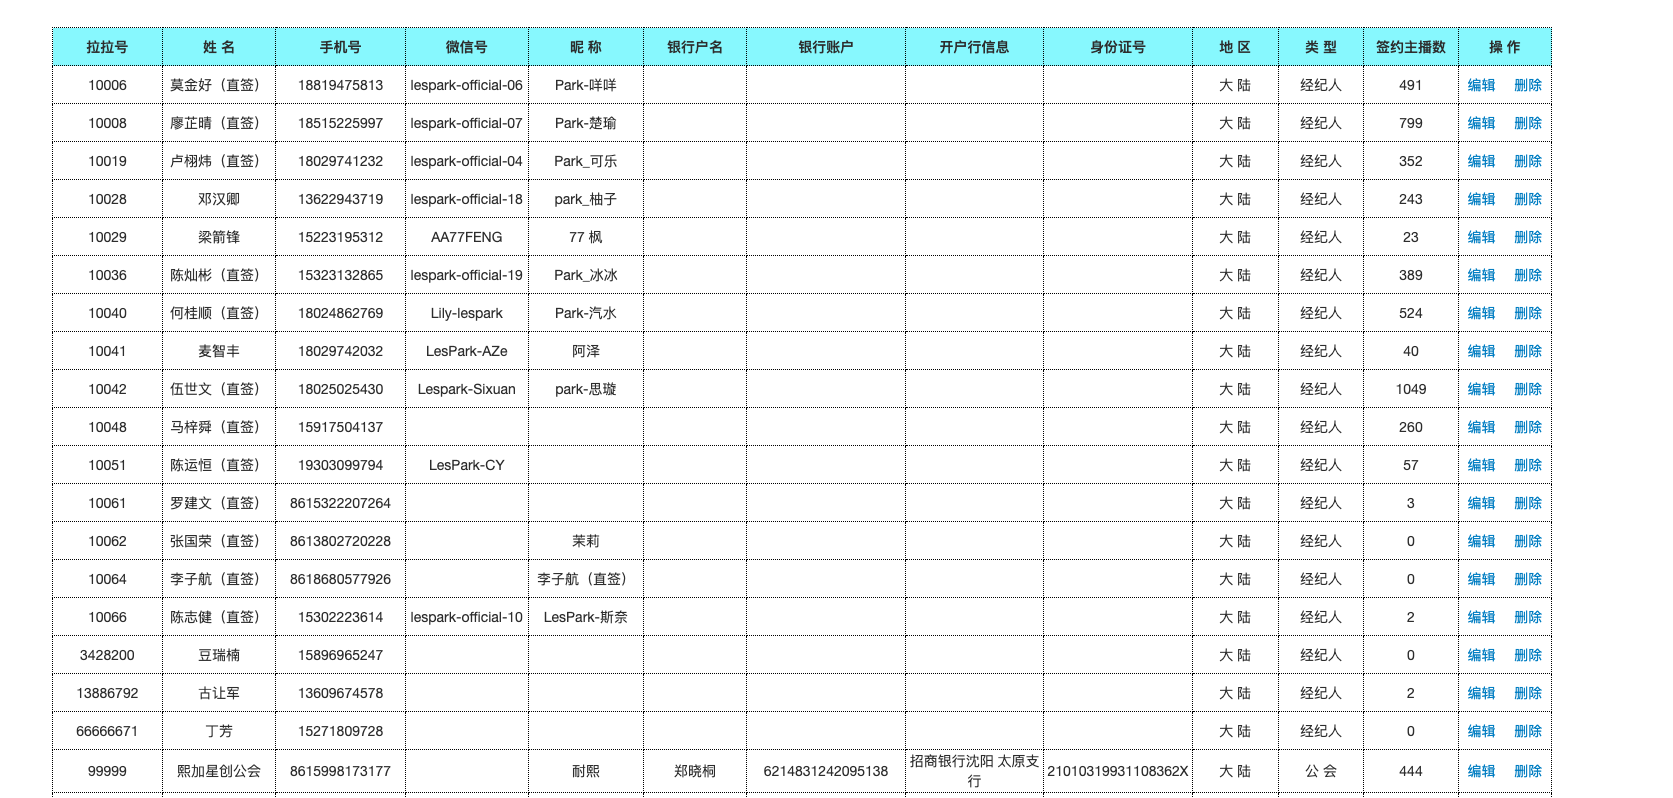 拉拉号 姓 名 手机号 微信号 昵 称 银行户名 银行账户 开户行信息 身份证号 地 区 类 型 签约主播数 操 作
10006 莫金好（直签） 18819475813 lespark-official-06 Park-咩咩 大 陆 经纪人 491 编辑 删除
10008 廖芷晴（直签） 18515225997 lespark-official-07 Park-楚瑜 大 陆 经纪人 799 编辑 删除
10019 卢栩炜（直签） 18029741232 lespark-official-04 Park_可乐 大 陆 经纪人 352 编辑 删除
10028 邓汉卿 13622943719 lespark-official-18 park_柚子 大 陆 经纪人 243 编辑 删除
10029 梁箭锋 15223195312 AA77FENG 77 枫 大 陆 经纪人 23 编辑 删除
10036 陈灿彬（直签） 15323132865 lespark-official-19 Park_冰冰 大 陆 经纪人 389 编辑 删除
10040 何桂顺（直签） 18024862769 Lily-lespark Park-汽水 大 陆 经纪人 524 编辑 删除
10041 麦智丰 18029742032 LesPark-AZe 阿泽 大 陆 经纪人 40 编辑 删除
10042 伍世文（直签） 18025025430 Lespark-Sixuan park-思璇 大 陆 经纪人 1049 编辑 删除
10048 马梓舜（直签） 15917504137 大 陆 经纪人 260 编辑 删除
10051 陈运恒（直签） 19303099794 LesPark-CY 大 陆 经纪人 57 编辑 删除
10061 罗建文（直签） 8615322207264 大 陆 经纪人 3 编辑 删除
10062 张国荣（直签） 8613802720228 茉莉 大 陆 经纪人 0 编辑 删除
10064 李子航（直签） 8618680577926 李子航（直签） 大 陆 经纪人 0 编辑 删除
10066 陈志健（直签） 15302223614 lespark-official-10 LesPark-斯奈 大 陆 经纪人 2 编辑 删除
3428200 豆瑞楠 15896965247 大 陆 经纪人 0 编辑 删除
13886792 古让军 13609674578 大 陆 经纪人 2 编辑 删除
66666671 丁芳 15271809728 大 陆 经纪人 0 编辑 删除
99999 熙加星创公会 8615998173177 耐熙 郑晓桐 6214831242095138 招商银行沈阳 太原支
行 21010319931108362X 大 陆 公 会 444 编辑 删除